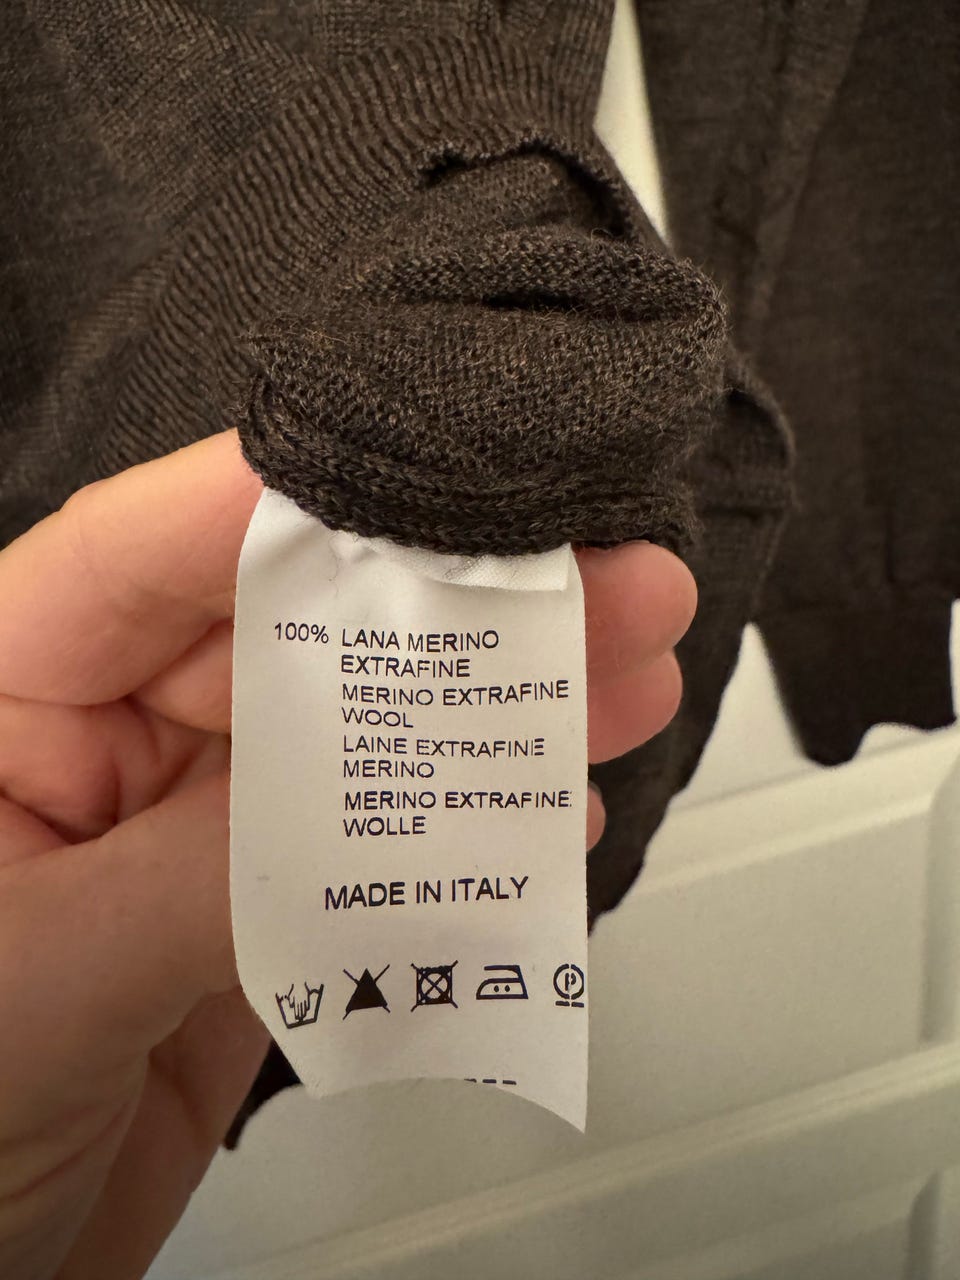 100% LANA MERINO
EXTRAFINE
MERINO EXTRAFINE
WOOL
LAINE EXTRAFINE
MERINO
MERINO EXTRAFINE
WOLLE
MADE IN ITALY
P